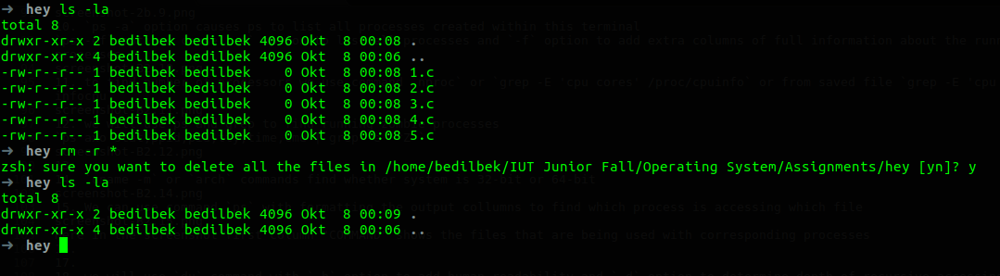 ➜ hey ls -la
total 8
drwxr-xr-x 2 bedilbek bedilbek 4096 Okt  8 00:08 .
drwxr-xr-x 4 bedilbek bedilbek 4096 Okt  8 00:06 ..
-rw-r--r-- 1 bedilbek bedilbek    0 Okt  8 00:08 1.c
-rw-r--r-- 1 bedilbek bedilbek    0 Okt  8 00:08 2.c
-rw-r--r-- 1 bedilbek bedilbek    0 Okt  8 00:08 3.c
-rw-r--r-- 1 bedilbek bedilbek    0 Okt  8 00:08 4.c
-rw-r--r-- 1 bedilbek bedilbek    0 Okt  8 00:08 5.c
➜ hey rm -r *
zsh: sure you want to delete all the files in /home/bedilbek/IUT Junior Fall/Operating System/Assignments/hey [yn]? y
➜ hey ls -la
total 8
drwxr-xr-x 2 bedilbek bedilbek 4096 Okt  8 00:09 .
drwxr-xr-x 4 bedilbek bedilbek 4096 Okt  8 00:06 ..
➜ hey